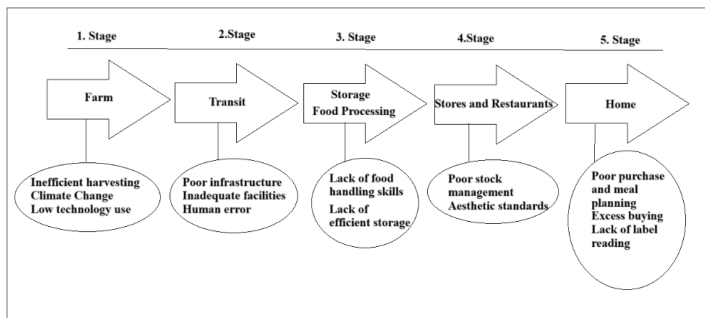 1. Stage
2.Stage
3. Stage
4.Stage
5. Stage
Farm
Transit
Storage
Food Processing
Stores and Restaurants
Home
Inefficient harvesting
Climate Change
Low technology use
Poor infrastructure
Inadequate facilities
Human error
Lack of food
handling skills
Lack of
efficient storage
Poor stock
management
Aesthetic standards
Poor purchase
and meal
planning
Excess buying
Lack of label
reading